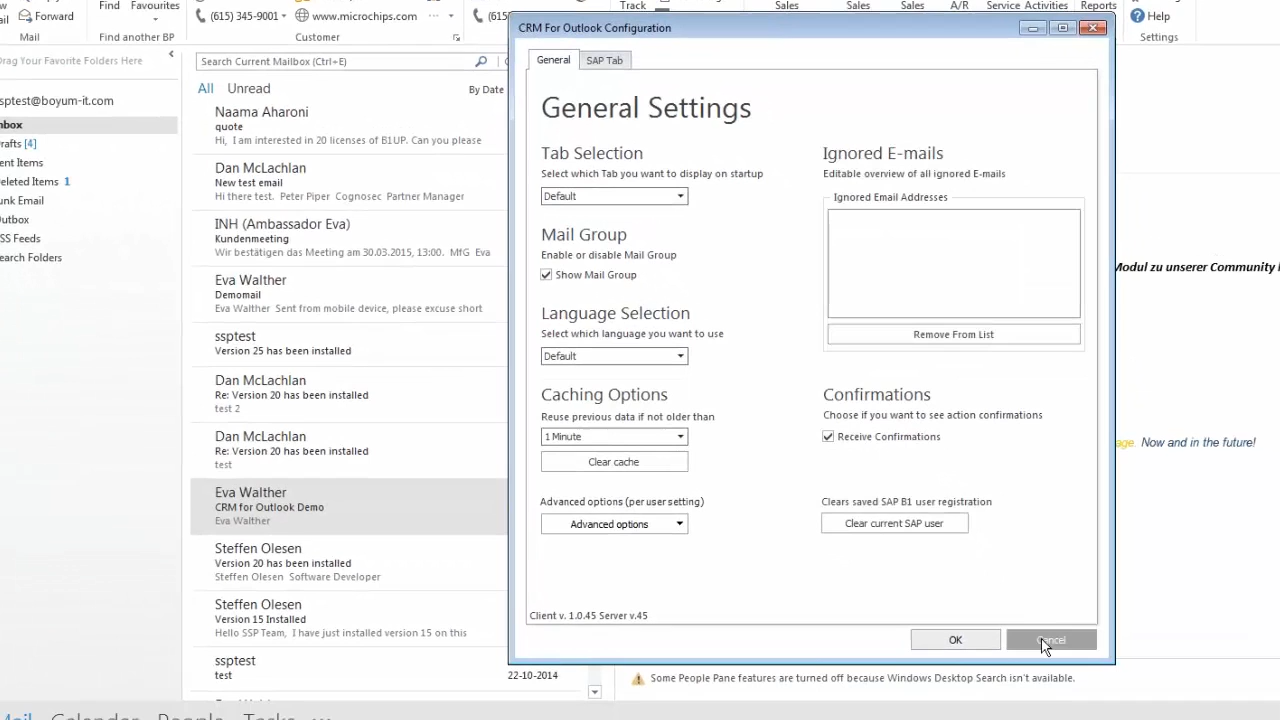 Find
Favourites
Forward
Mail
Find another BP
(615) 345-9001
www.microchips.com
Customer
Track
Sales
Sales
Sales
A/R
Service
Activities
Reports
Help
Settings
Drag Your Favorite Folders Here
ssptest@boyum-it.com
Inbox
Drafts [4]
Sent Items
Deleted Items 1
Junk Email
Outbox
RSS Feeds
Search Folders
Search Current Mailbox (Ctrl+E)
All Unread
By Date
Naama Aharoni
quote
Hi, I am interested in 20 licenses of B1UP. Can you please
Dan McLachlan
New test email
Hi there test. Peter Piper Cognosec Partner Manager
INH (Ambassador Eva)
Kundenmeeting
Wir bestätigen das Meeting am 30.03.2015, 13:00. MfG Eva
Eva Walther
Demomail
Eva Walther Sent from mobile device, please excuse short
ssptest
Version 25 has been installed
Dan McLachlan
Re: Version 20 has been installed
test 2
Dan McLachlan
Re: Version 20 has been installed
test
Eva Walther
CRM for Outlook Demo
Eva Walther
Steffen Olesen
Version 20 has been installed
Steffen Olesen Software Developer
Steffen Olesen
Version 15 Installed
Hello SSP Team, I have just installed version 15 on this
ssptest
test
22-10-2014
CRM For Outlook Configuration
General
SAP Tab
General Settings
Tab Selection
Select which Tab you want to display on startup
Default
Mail Group
Enable or disable Mail Group
Show Mail Group
Language Selection
Select which language you want to use
Default
Caching Options
Reuse previous data if not older than
1 Minute
Clear cache
Advanced options (per user setting)
Advanced options
Ignored E-mails
Editable overview of all ignored E-mails
Ignored Email Addresses
Remove From List
Confirmations
Choose if you want to see action confirmations
Receive Confirmations
Clears saved SAP B1 user registration
Clear current SAP user
Client v. 1.0.45 Server v.45
OK
Cancel
Modul zu unserer Community
age. Now and in the future!
Some People Pane features are turned off because Windows Desktop Search isn't available.
Mail Calendar People Tasks ...